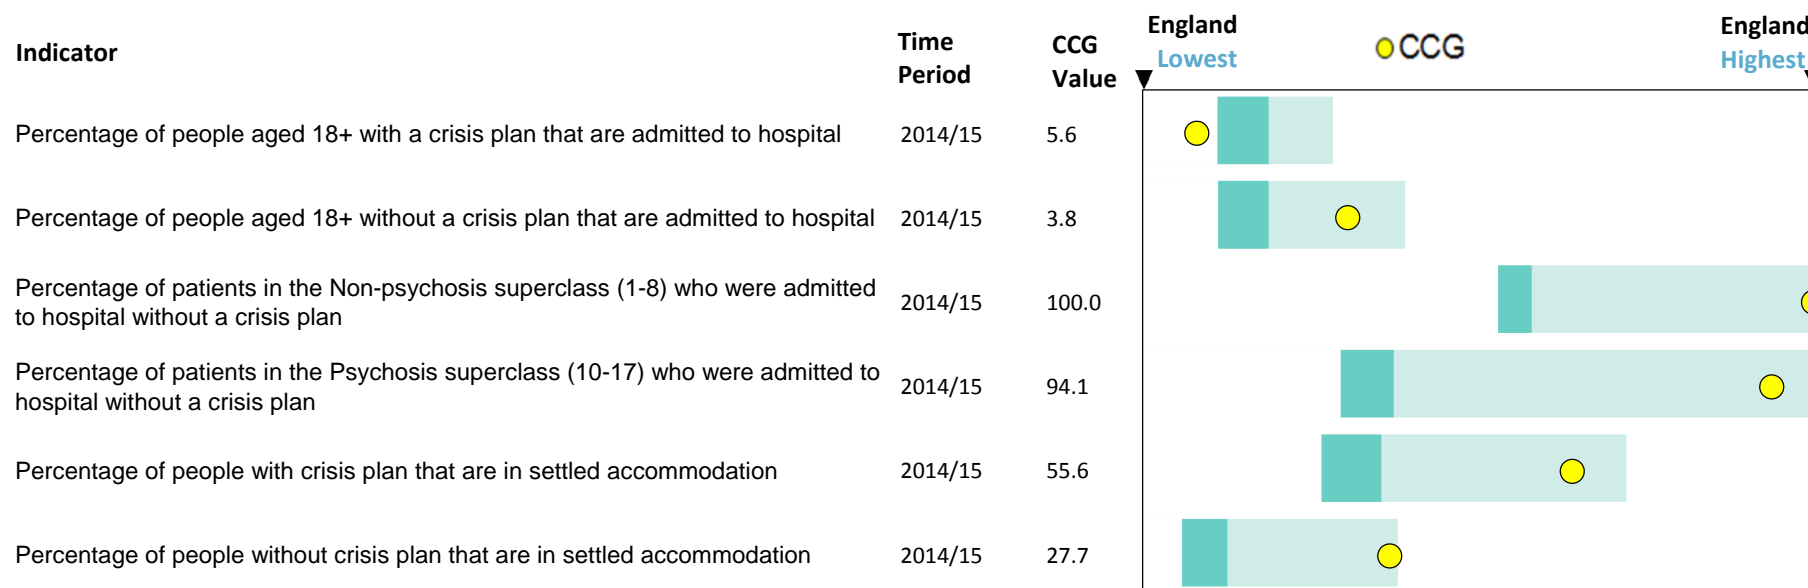 Indicator
Time
Period
CCG
Value
England
Lowest
CCG
England
Highest
Percentage of people aged 18+ with a crisis plan that are admitted to hospital 2014/15 5.6
Percentage of people aged 18+ without a crisis plan that are admitted to hospital 2014/15 3.8
Percentage of patients in the Non-psychosis superclass (1-8) who were admitted
to hospital without a crisis plan
2014/15 100.0
Percentage of patients in the Psychosis superclass (10-17) who were admitted to
hospital without a crisis plan
2014/15 94.1
Percentage of people with crisis plan that are in settled accommodation 2014/15 55.6
Percentage of people without crisis plan that are in settled accommodation 2014/15 27.7